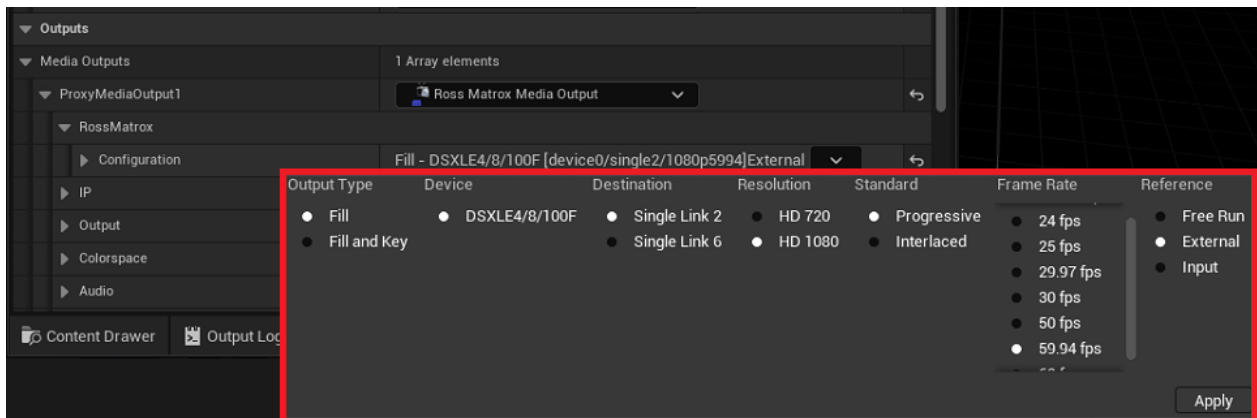 Outputs
Media Outputs 1 Array elements
ProxyMediaOutput1 Ross Matrox Media Output
RossMatrox
Configuration Fill - DSXLE4/8/100F [device0/single2/1080p5994]External
IP
Output
Colorspace
Audio
Content Drawer Output Log
Output Type Device Destination Resolution Standard Frame Rate Reference
Fill DSXLE4/8/100F Single Link 2 HD 720 Progressive 24 fps Free Run
Fill and Key Single Link 6 HD 1080 Interlaced 25 fps External
29.97 fps Input
30 fps
50 fps
59.94 fps
Apply